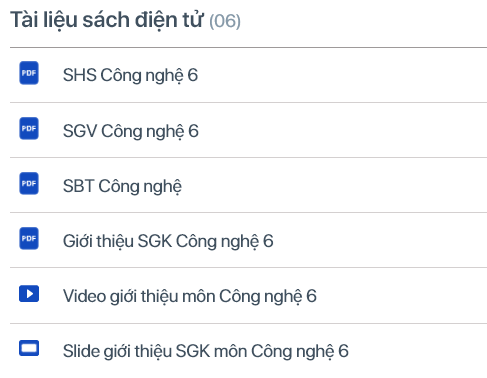 Tài liệu sách điện tử (06)
PDF SHS Công nghệ 6
PDF SGV Công nghệ 6
PDF SBT Công nghệ
PDF Giới thiệu SGK Công nghệ 6
Video giới thiệu môn Công nghệ 6
Slide giới thiệu SGK môn Công nghệ 6